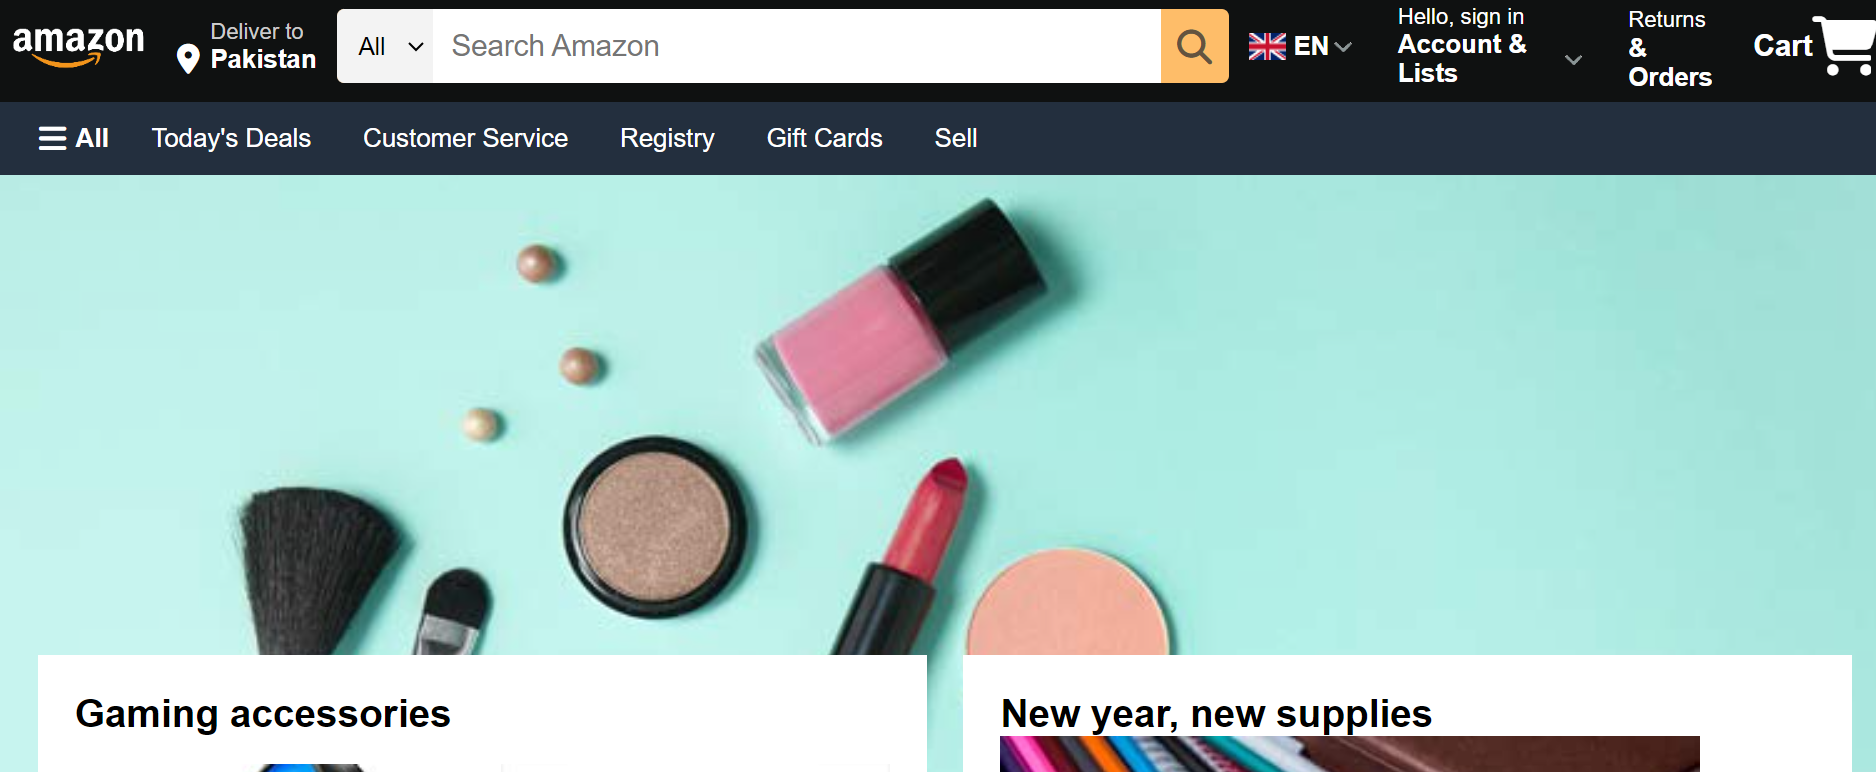 amazon
Deliver to
Pakistan
All
Search Amazon
EN
Hello, sign in
Account &
Lists
Returns
&
Orders
Cart
All
Today's Deals
Customer Service
Registry
Gift Cards
Sell
Gaming accessories
New year, new supplies